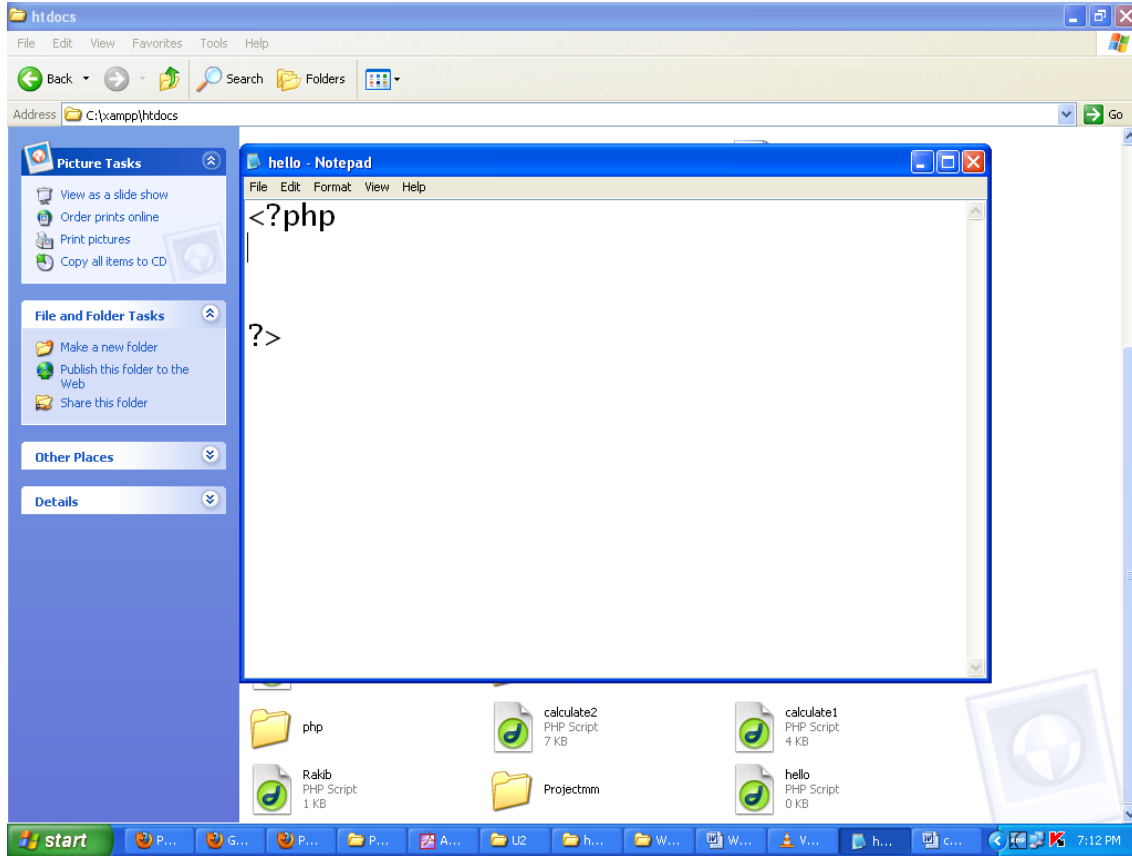 htdocs
File Edit View Favorites Tools Help
Back Search Folders
Address C:\xampp\htdocs Go
Picture Tasks
View as a slide show
Order prints online
Print pictures
Copy all items to CD
File and Folder Tasks
Make a new folder
Publish this folder to the
Web
Share this folder
Other Places
Details
hello - Notepad
File Edit Format View Help
<?php
?>
php
calculate2
PHP Script
7 KB
calculate1
PHP Script
4 KB
Rakib
PHP Script
1 KB
Projectmm
hello
PHP Script
0 KB
start P... G... P... P... A... U2 h... W... W... V... h... c... 7:12 PM